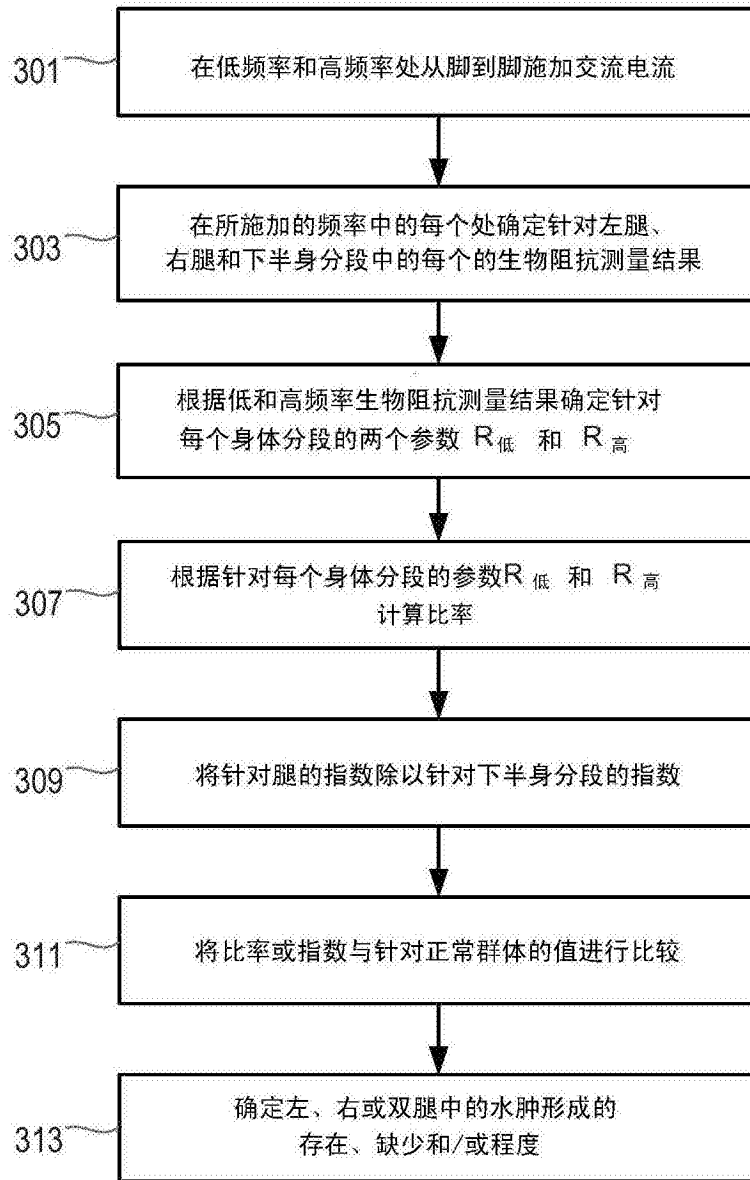 301
在低频率和高频率处从脚到脚施加交流电流
303
在所施加的频率中的每个处确定针对左腿、
右腿和下半身分段中的每个的生物阻抗测量结果
305
根据低和高频率生物阻抗测量结果确定针对
每个身体分段的两个参数 R低 和 R高
307
根据针对每个身体分段的参数R低 和 R高
计算比率
309
将针对腿的指数除以针对下半身分段的指数
311
将比率或指数与针对正常群体的值进行比较
313
确定左、右或双腿中的水肿形成的
存在、缺少和/或程度